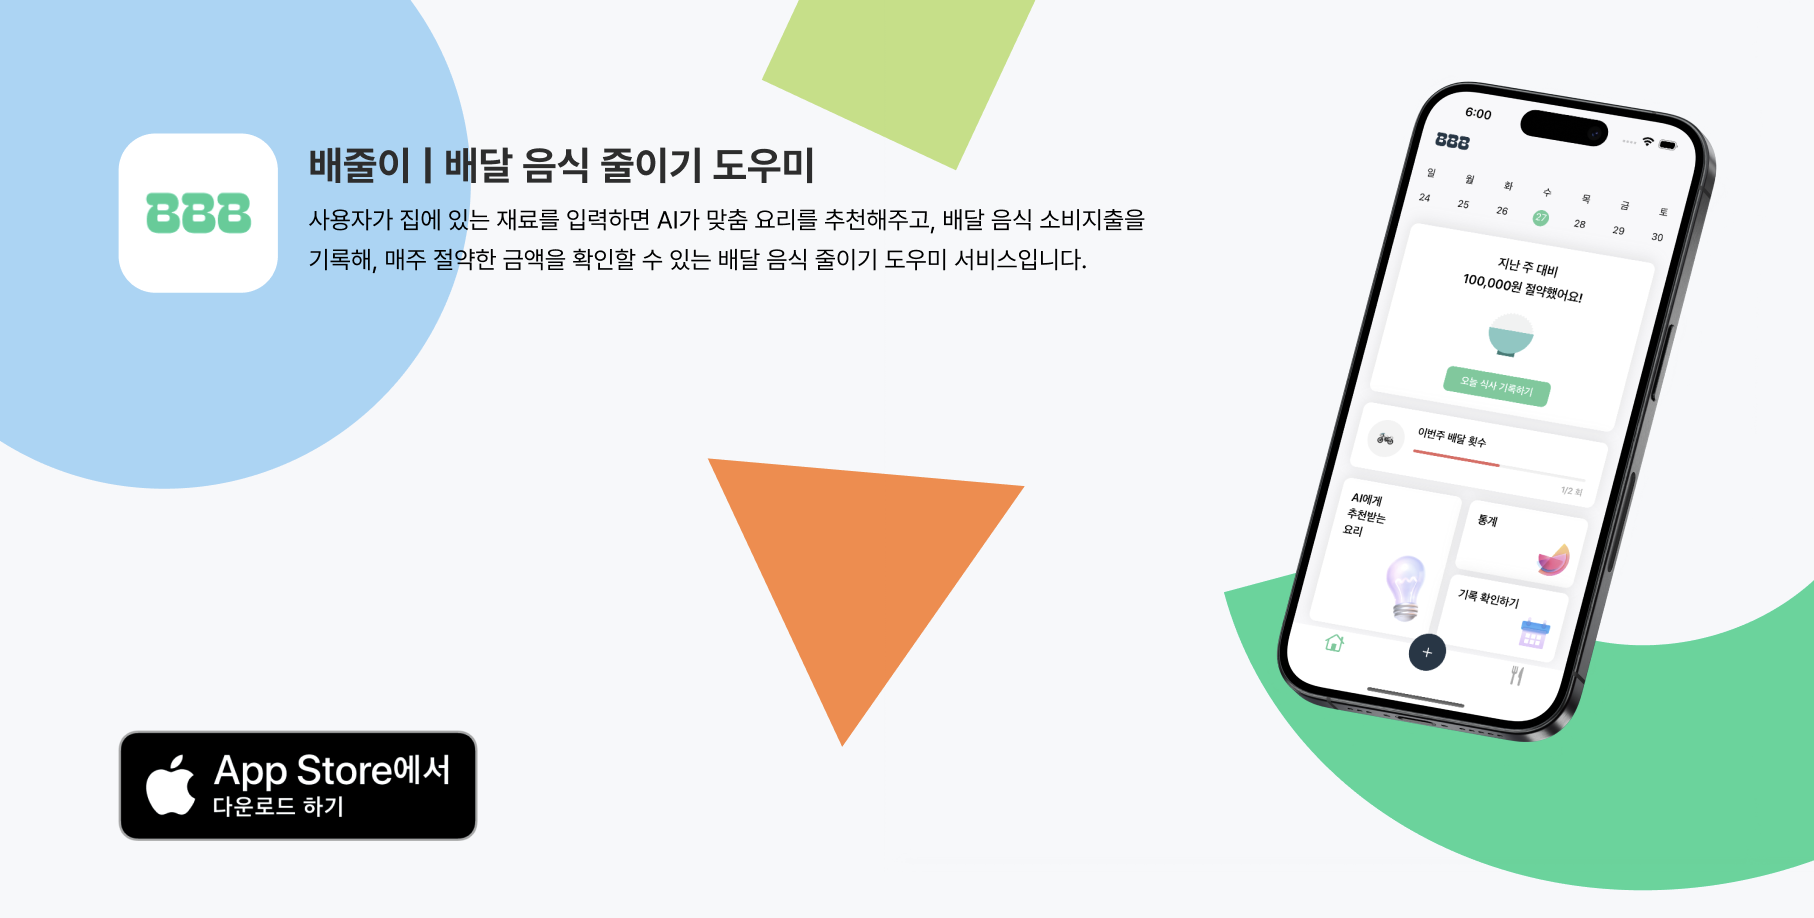 888
배줄이 | 배달 음식 줄이기 도우미
사용자가 집에 있는 재료를 입력하면 AI가 맞춤 요리를 추천해주고, 배달 음식 소비지출을
기록해, 매주 절약한 금액을 확인할 수 있는 배달 음식 줄이기 도우미 서비스입니다.
App Store에서
다운로드 하기
6:00
888
일 월 화 수 목 금 토
24 25 26 27 28 29 30
지난 주 대비
100,000원 절약했어요!
오늘 식사 기록하기
이번주 배달 횟수
1/2 회
AI에게
추천받는
요리
통계
기록 확인하기